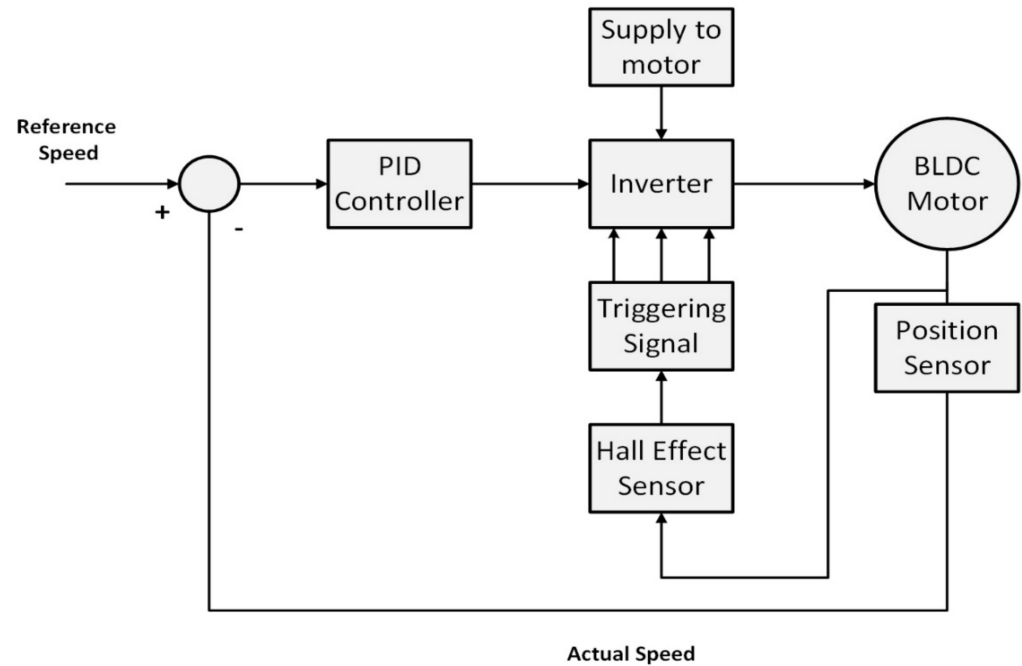 Supply to
motor
Reference
Speed
PID
Controller
Inverter
BLDC
Motor
+
-
Triggering
Signal
Position
Sensor
Hall Effect
Sensor
Actual Speed